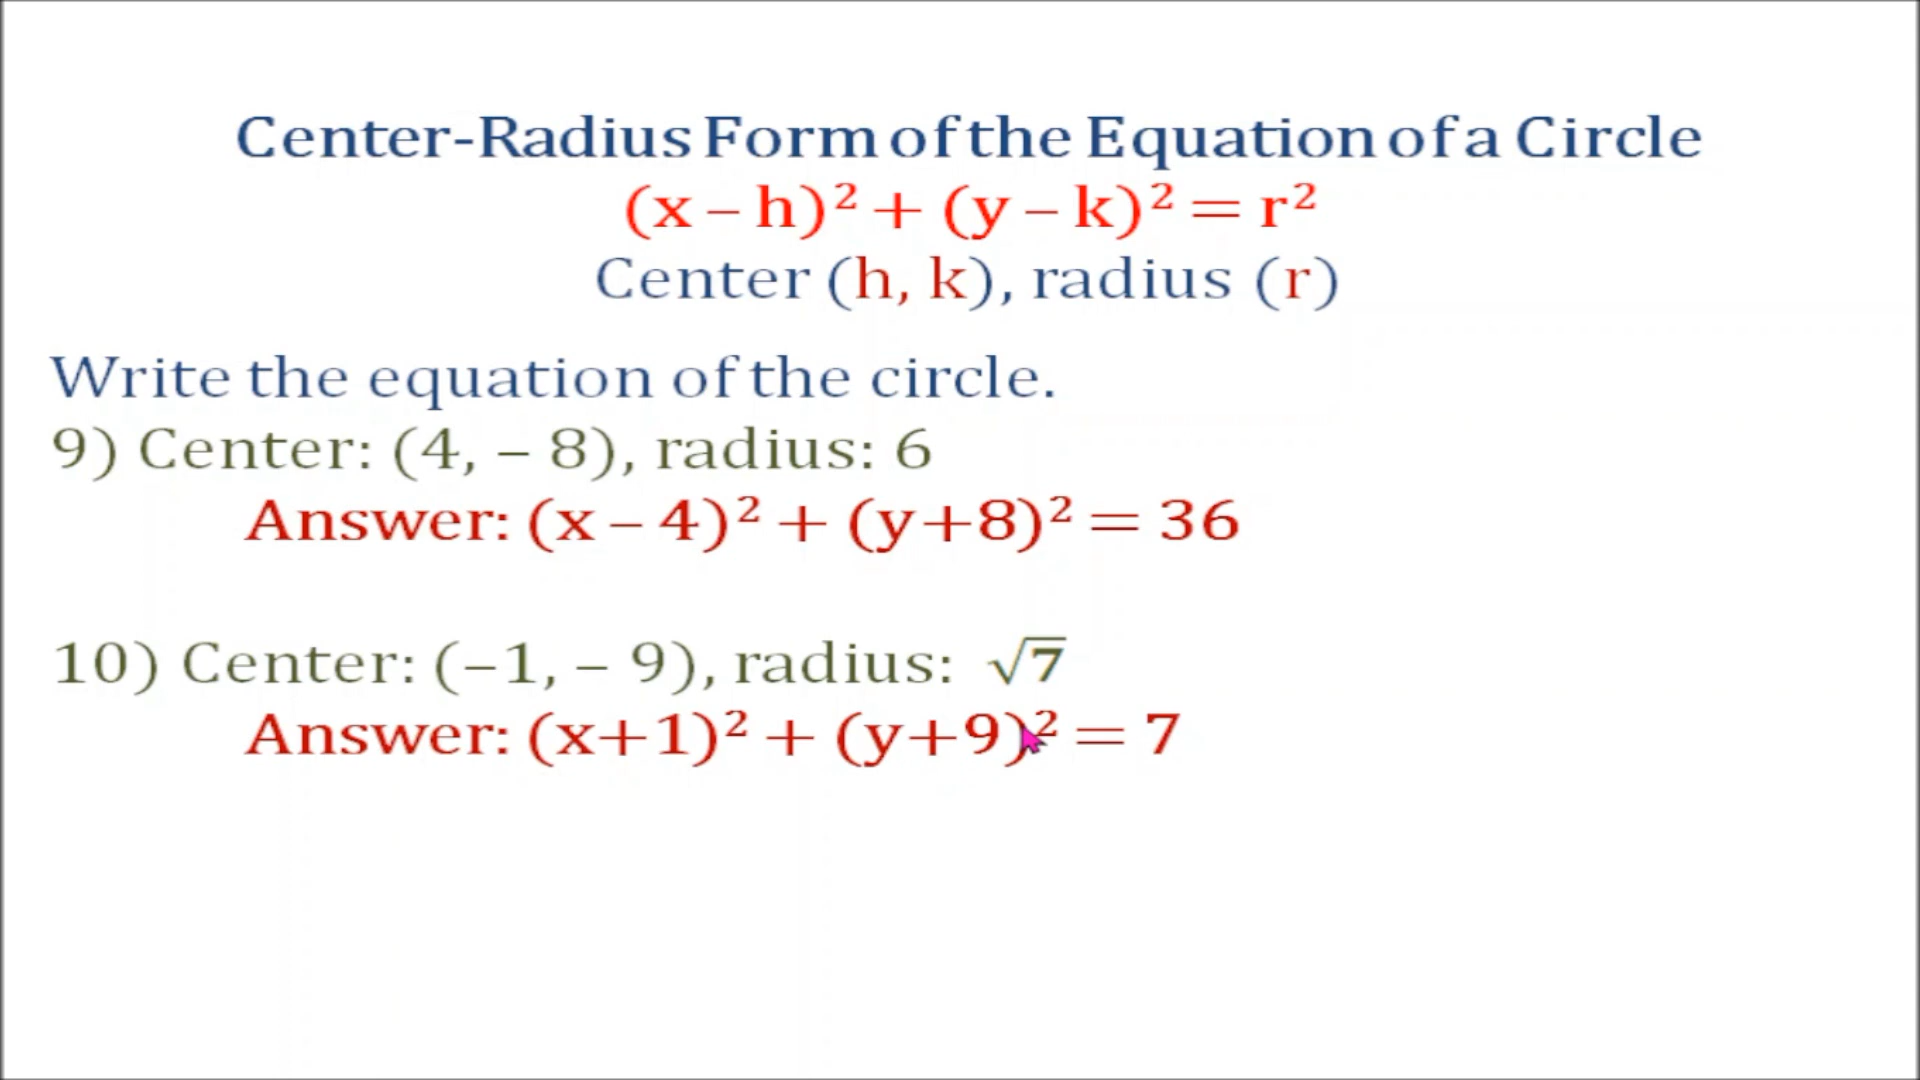 Center-Radius Form of the Equation of a Circle
(x – h)² + (y – k)² = r²
Center (h, k), radius (r)
Write the equation of the circle.
9) Center: (4, – 8), radius: 6
Answer: (x – 4)² + (y+8)² = 36
10) Center: (–1, – 9), radius: √7
Answer: (x+1)² + (y+9)² = 7